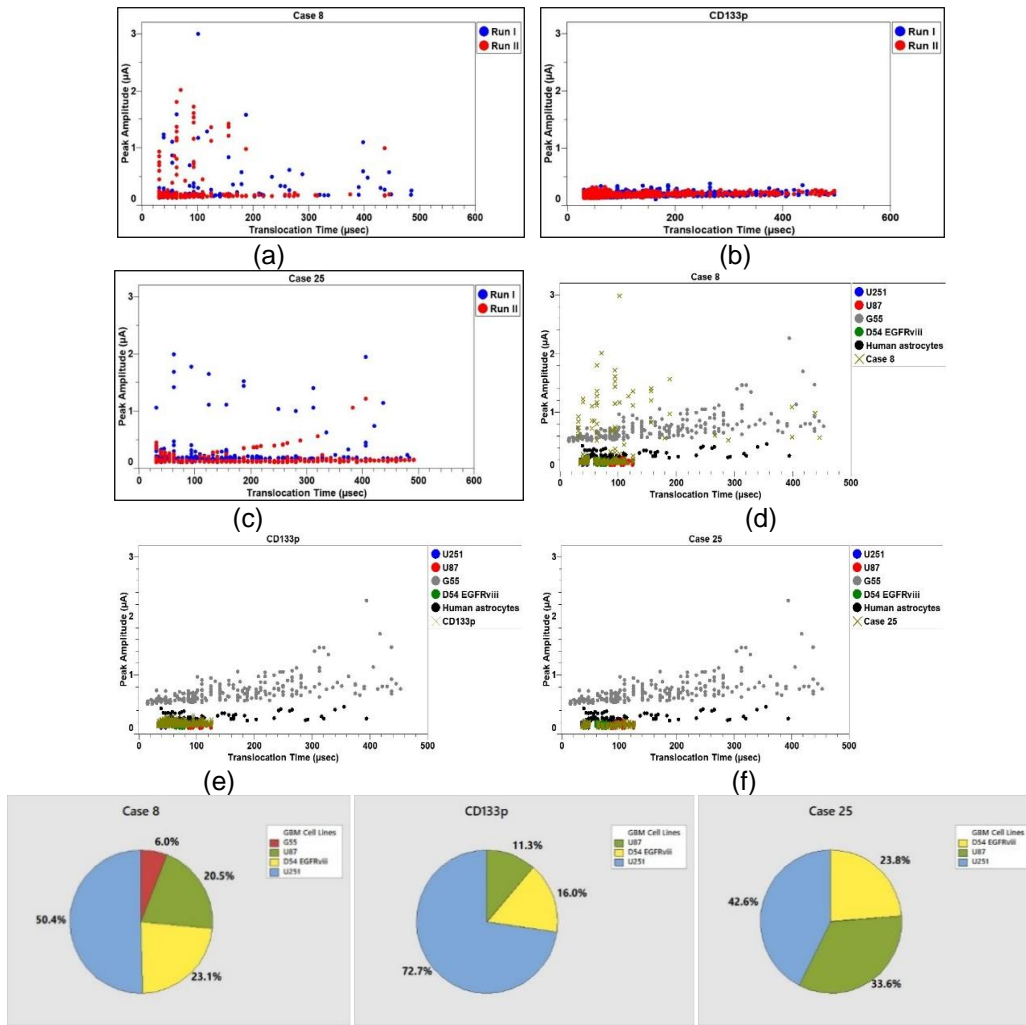 Case 8
3
2
1
0
Peak Amplitude (µA)
0 100 200 300 400 500 600
Translocation Time (µsec)
Run I
Run II
(a)
CD133p
3
2
1
0
Peak Amplitude (µA)
0 200 400 600
Translocation Time (µsec)
Run I
Run II
(b)
Case 25
3
2
1
0
Peak Amplitude (µA)
0 100 200 300 400 500 600
Translocation Time (µsec)
Run I
Run II
(c)
Case 8
3
2
1
0
Peak Amplitude (µA)
0 100 200 300 400 500
Translocation Time (µsec)
U251
U87
G55
D54 EGFRviii
Human astrocytes
Case 8
(d)
CD133p
3
2
1
0
Peak Amplitude (µA)
0 100 200 300 400 500
Translocation Time (µsec)
U251
U87
G55
D54 EGFRviii
Human astrocytes
CD133p
(e)
Case 25
3
2
1
0
Peak Amplitude (µA)
0 100 200 300 400 500
Translocation Time (µsec)
U251
U87
G55
D54 EGFRviii
Human astrocytes
Case 25
(f)
Case 8
GBM Cell Lines
G55
U87
D54 EGFRviii
U251
6.0%
20.5%
50.4%
23.1%
CD133p
GBM Cell Lines
U87
D54 EGFRviii
U251
11.3%
16.0%
72.7%
Case 25
GBM Cell Lines
D54 EGFRviii
U87
U251
23.8%
42.6%
33.6%